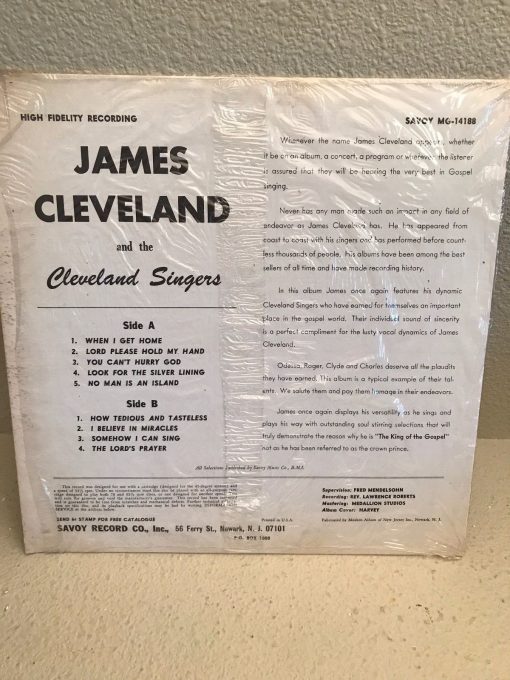 HIGH FIDELITY RECORDING
SAVOY MG-14188
JAMES
CLEVELAND
and the
Cleveland Singers
Side A
1. WHEN I GET HOME
2. LORD PLEASE HOLD MY HAND
3. YOU CAN'T HURRY GOD
4. LOOK FOR THE SILVER LINING
5. NO MAN IS AN ISLAND
Side B
1. HOW TEDIOUS AND TASTELESS
2. I BELIEVE IN MIRACLES
3. SOMEHOW I CAN SING
4. THE LORD'S PRAYER
Whenever the name James Cleveland appears, whether
it be on an album, a concert, a program or wherever the listener
is assured that they will be hearing the very best in Gospel
singing.
Never has any man made such an impact in any field of
endeavor as James Cleveland has. He has appeared from
coast to coast with his singers and has performed before count-
less thousands of people. His albums have been among the best
sellers of all time and have made recording history.
In this album James once again features his dynamic
Cleveland Singers who have earned for themselves an important
place in the gospel world. Their individual sound of sincerity
is a perfect compliment for the lusty vocal dynamics of James
Cleveland.
Odessa, Roger, Clyde and Charles deserve all the plaudits
they have earned. This album is a typical example of their tal-
ents. We salute them and pay them homage in their endeavors.
James once again displays his versatility as he sings and
plays his way with outstanding soul stirring selections that will
truly demonstrate the reason why he is "The King of the Gospel"
not as he has been referred to as the crown prince.
All Selections Published by Savoy Music Co., B.M.I.
Supervision: FRED MENDELSOHN
Recording: REV. LAWRENCE ROBERTS
Mastering: MEDALLION STUDIOS
Album Cover: HARVEY
SEND 5¢ STAMP FOR FREE CATALOGUE
Printed in U.S.A.
Fabricated by Modern Album of New Jersey Inc., Newark, N. J.
SAVOY RECORD CO., Inc., 56 Ferry St., Newark, N. J. 07101
P.O. BOX 1000